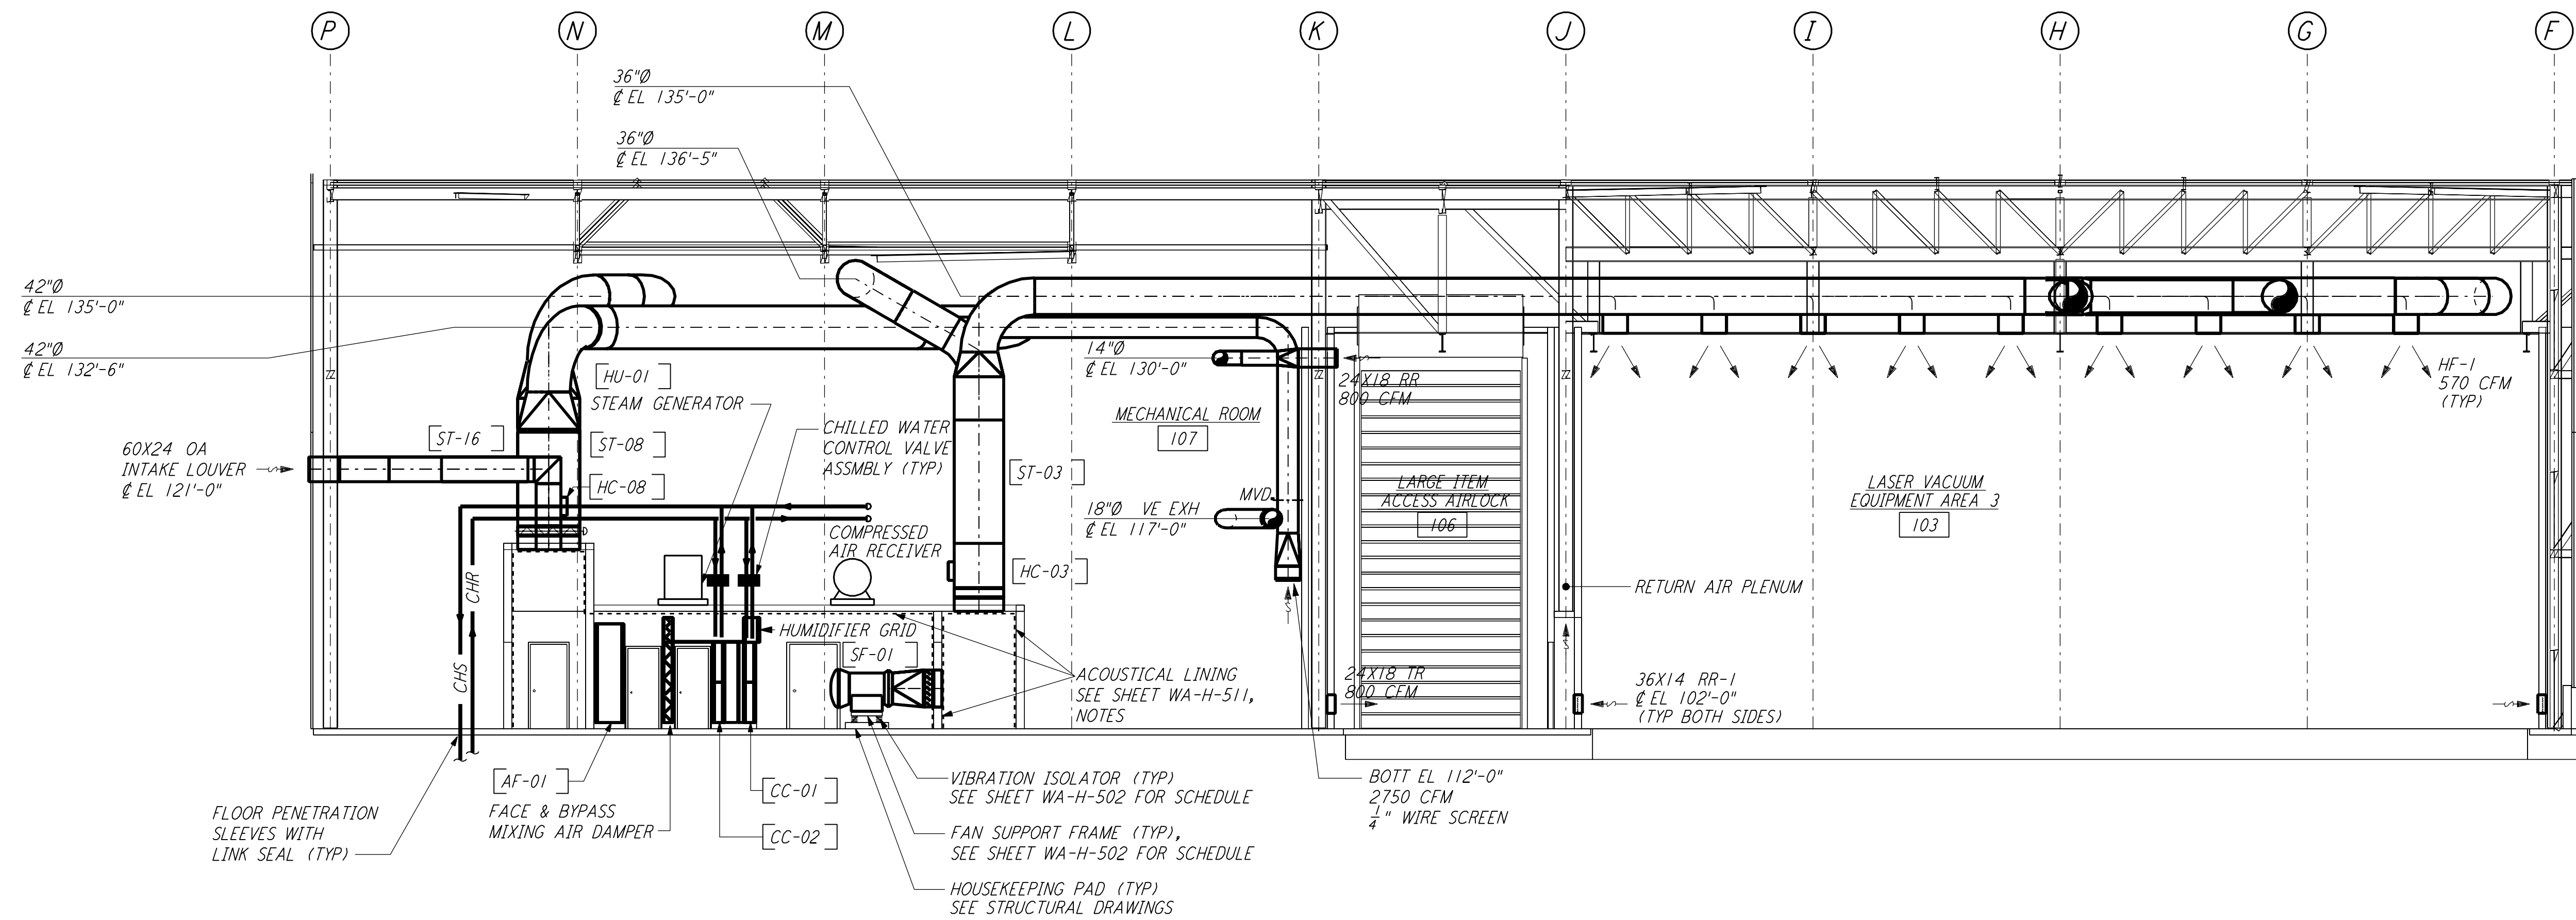 P
N
M
L
K
J
I
H
G
F
36"Ø
℄ EL 135'-0"
36"Ø
℄ EL 136'-5"
42"Ø
℄ EL 135'-0"
42"Ø
℄ EL 132'-6"
HU-01
STEAM GENERATOR
ST-16
ST-08
HC-08
60X24 OA
INTAKE LOUVER
℄ EL 121'-0"
CHILLED WATER
CONTROL VALVE
ASSMBLY (TYP)
COMPRESSED
AIR RECEIVER
ST-03
HC-03
14"Ø
℄ EL 130'-0"
24X18 RR
800 CFM
MECHANICAL ROOM
107
MVD
18"Ø VE EXH
℄ EL 117'-0"
LARGE ITEM
ACCESS AIRLOCK
106
LASER VACUUM
EQUIPMENT AREA 3
103
HF-1
570 CFM
(TYP)
RETURN AIR PLENUM
CHR
CHS
HUMIDIFIER GRID
SF-01
ACOUSTICAL LINING
SEE SHEET WA-H-511,
NOTES
24X18 TR
800 CFM
36X14 RR-1
℄ EL 102'-0"
(TYP BOTH SIDES)
AF-01
FACE & BYPASS
MIXING AIR DAMPER
CC-01
CC-02
FLOOR PENETRATION
SLEEVES WITH
LINK SEAL (TYP)
VIBRATION ISOLATOR (TYP)
SEE SHEET WA-H-502 FOR SCHEDULE
FAN SUPPORT FRAME (TYP),
SEE SHEET WA-H-502 FOR SCHEDULE
HOUSEKEEPING PAD (TYP)
SEE STRUCTURAL DRAWINGS
BOTT EL 112'-0"
2750 CFM
1/4" WIRE SCREEN